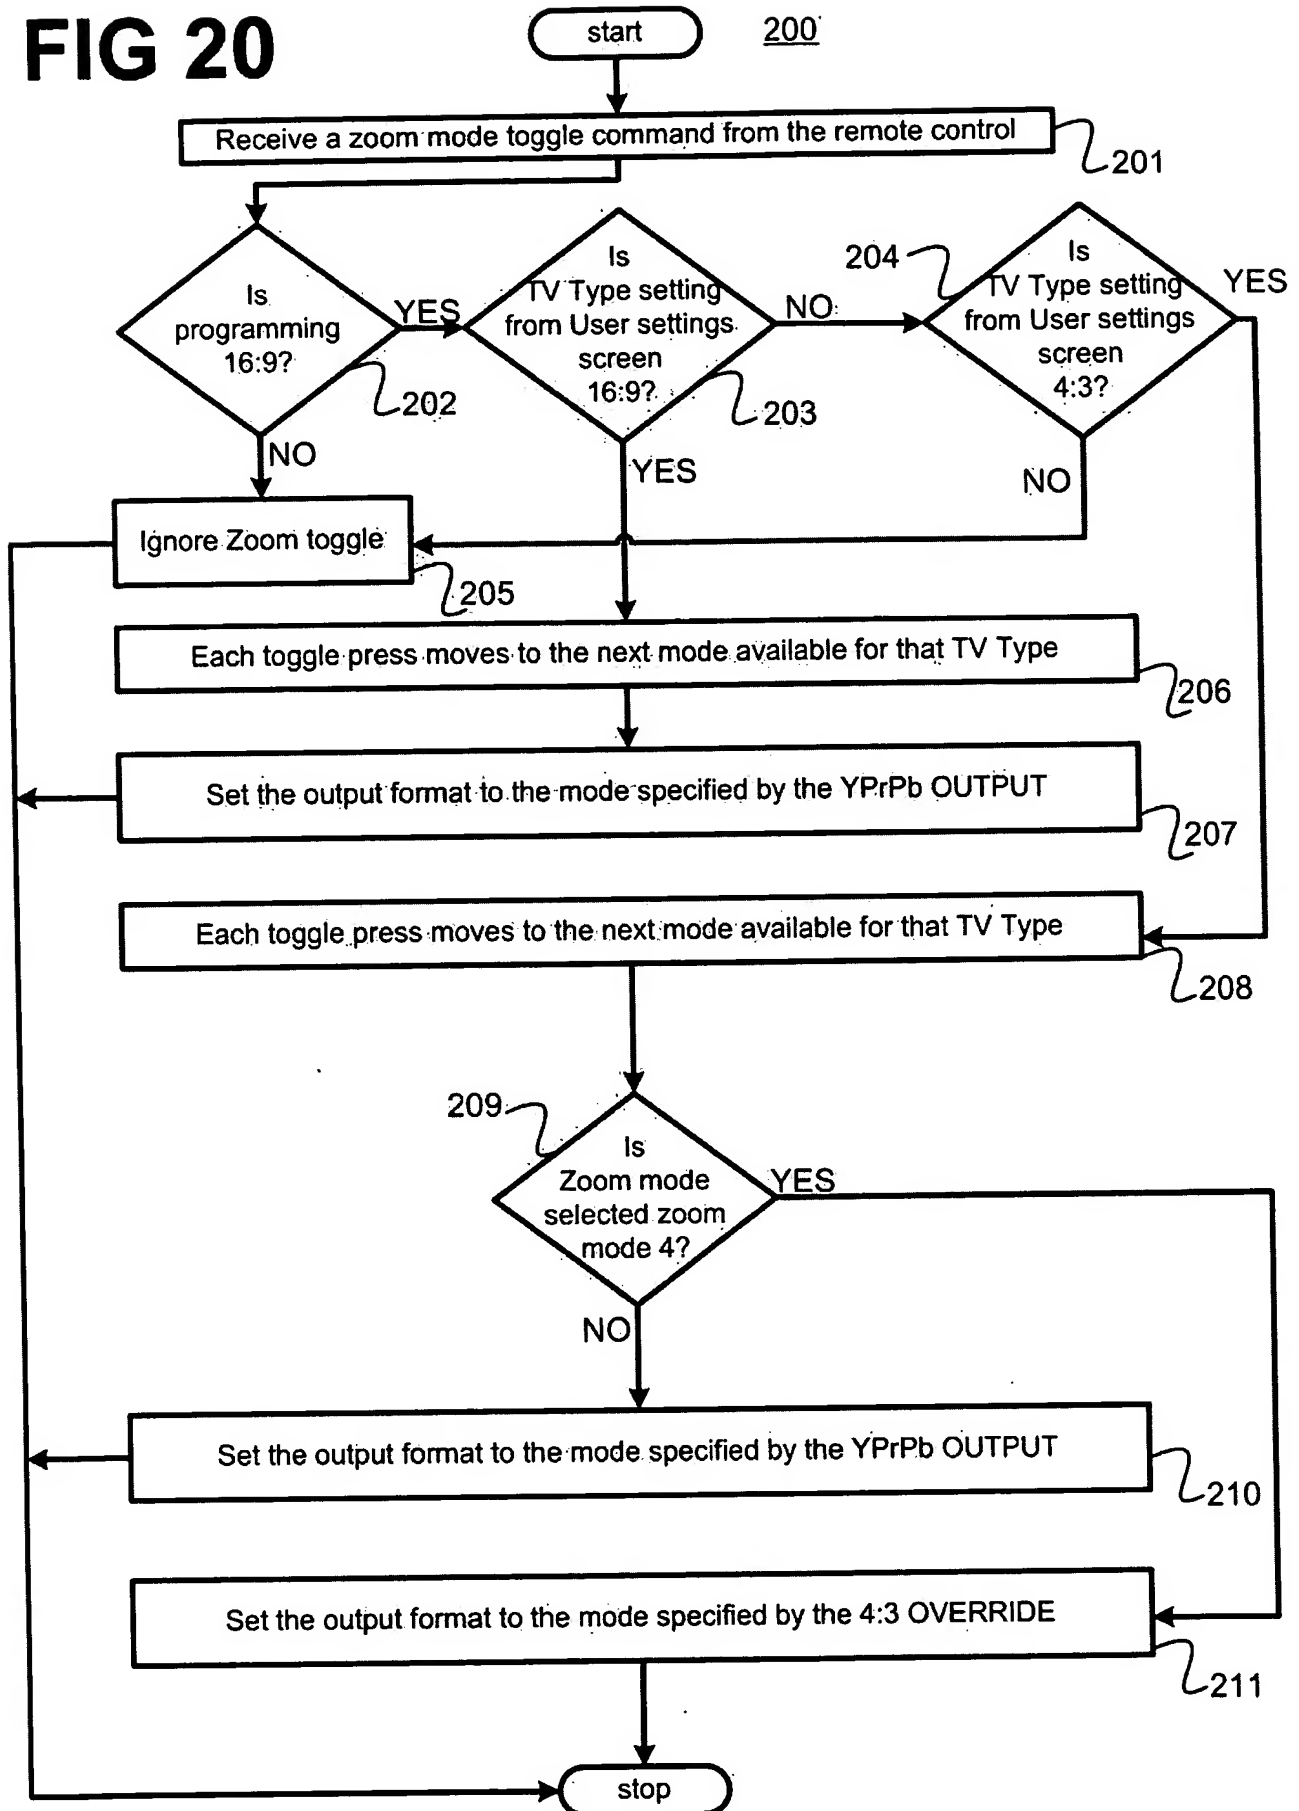 FIG 20
start
200
Receive a zoom mode toggle command from the remote control
201
Is
programming
16:9?
YES
202
NO
Is
TV Type setting
from User settings
screen
16:9?
NO
203
YES
204
Is
TV Type setting
from User settings
screen
4:3?
YES
NO
Ignore Zoom toggle
205
Each toggle press moves to the next mode available for that TV Type
206
Set the output format to the mode specified by the YPrPb OUTPUT
207
Each toggle press moves to the next mode available for that TV Type
208
209
Is
Zoom mode
selected zoom
mode 4?
YES
NO
Set the output format to the mode specified by the YPrPb OUTPUT
210
Set the output format to the mode specified by the 4:3 OVERRIDE
211
stop